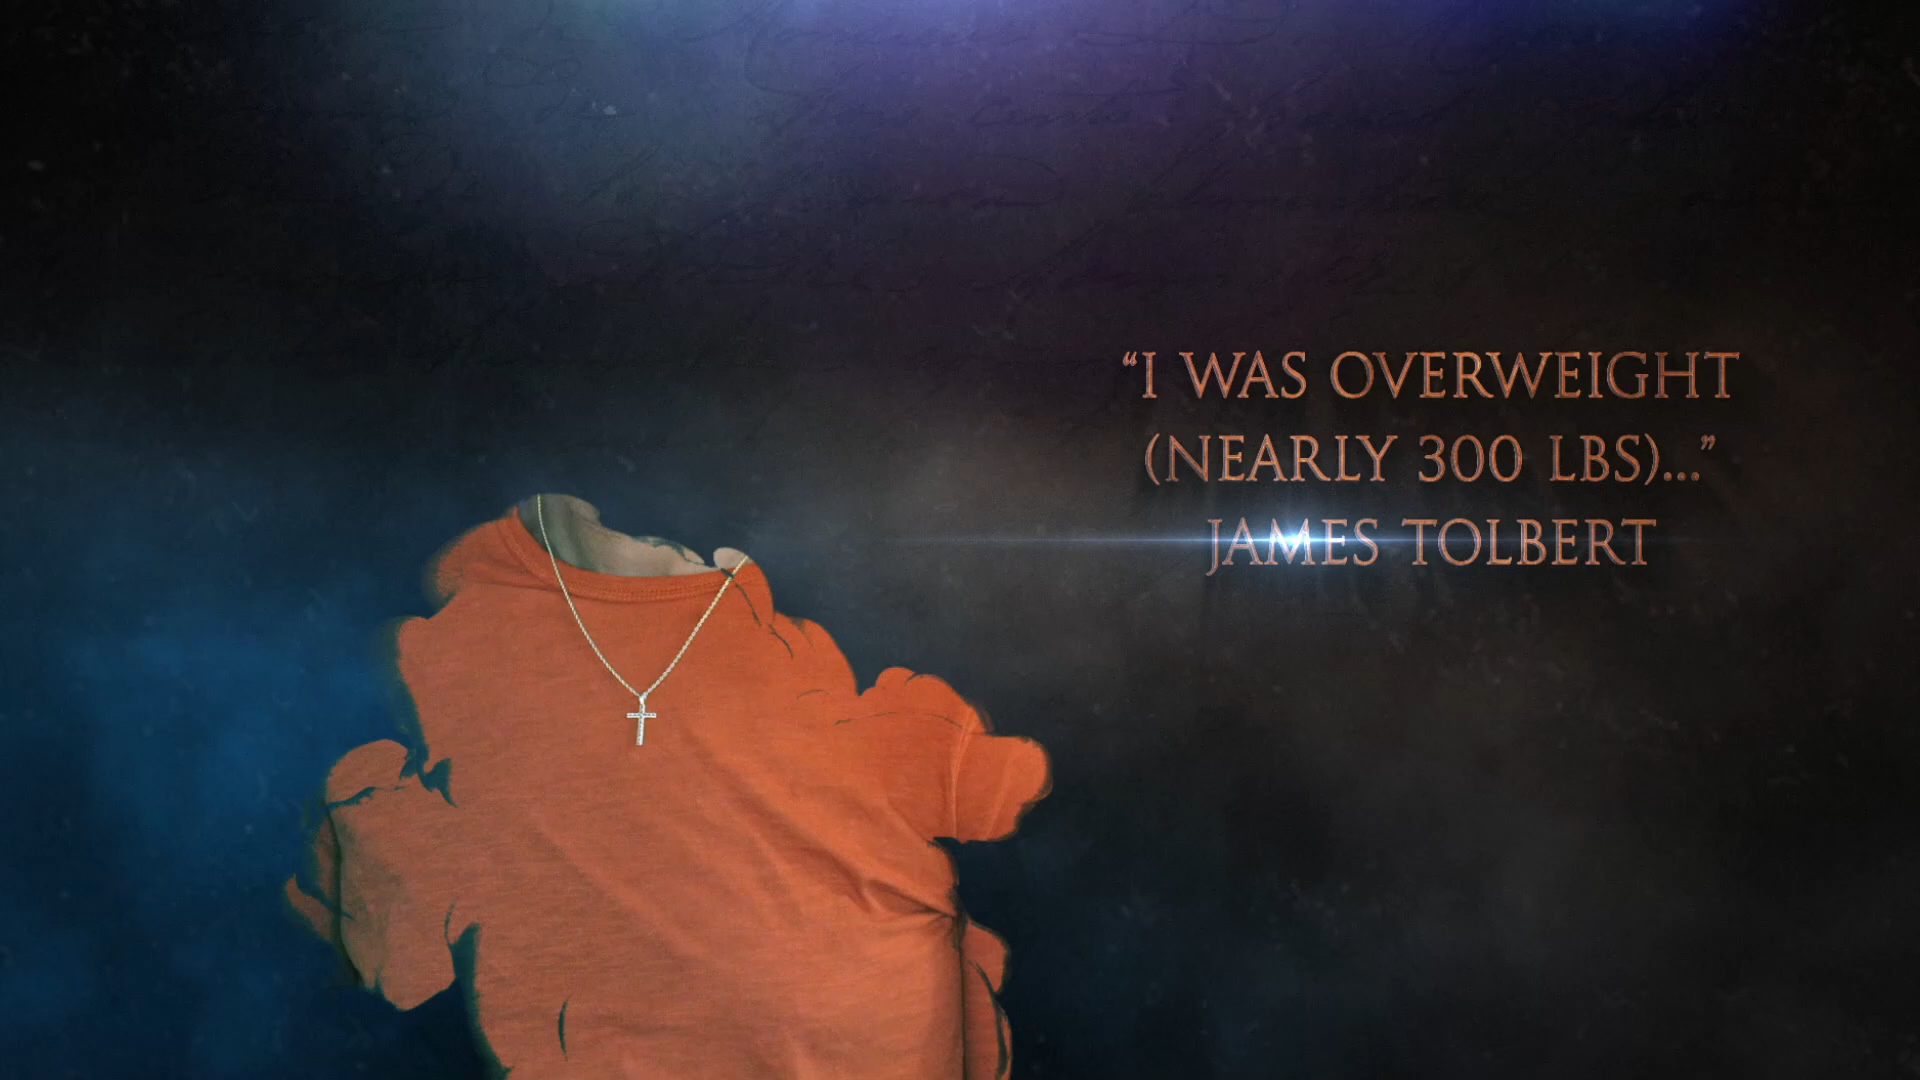 “I WAS OVERWEIGHT
(NEARLY 300 LBS)...”
JAMES TOLBERT